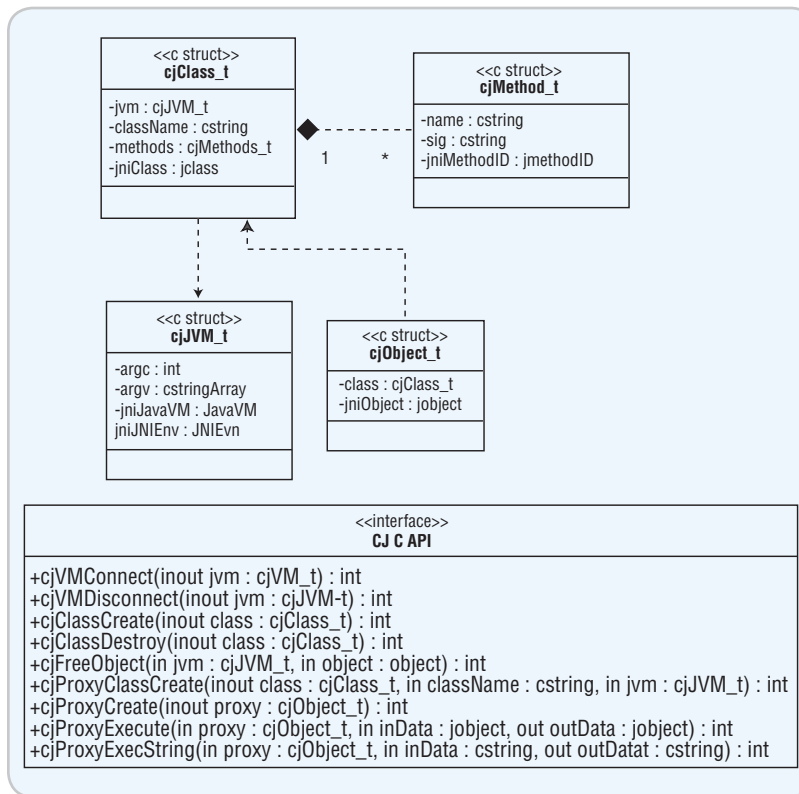 <<c struct>>
cjClass_t
-jvm : cjJVM_t
-className : cstring
-methods : cjMethods_t
-jniClass : jclass
<<c struct>>
cjMethod_t
-name : cstring
-sig : cstring
-jniMethodID : jmethodID
1 *
<<c struct>>
cjJVM_t
-argc : int
-argv : cstringArray
-jniJavaVM : JavaVM
jniJNIEnv : JNIEvn
<<c struct>>
cjObject_t
-class : cjClass_t
-jniObject : jobject
<<interface>>
CJ C API
+cjVMConnect(inout jvm : cjVM_t) : int
+cjVMDisconnect(inout jvm : cjJVM-t) : int
+cjClassCreate(inout class : cjClass_t) : int
+cjClassDestroy(inout class : cjClass_t) : int
+cjFreeObject(in jvm : cjJVM_t, in object : object) : int
+cjProxyClassCreate(inout class : cjClass_t, in className : cstring, in jvm : cjJVM_t) : int
+cjProxyCreate(inout proxy : cjObject_t) : int
+cjProxyExecute(in proxy : cjObject_t, in inData : jobject, out outData : jobject) : int
+cjProxyExecString(in proxy : cjObject_t, in inData : cstring, out outDatat : cstring) : int